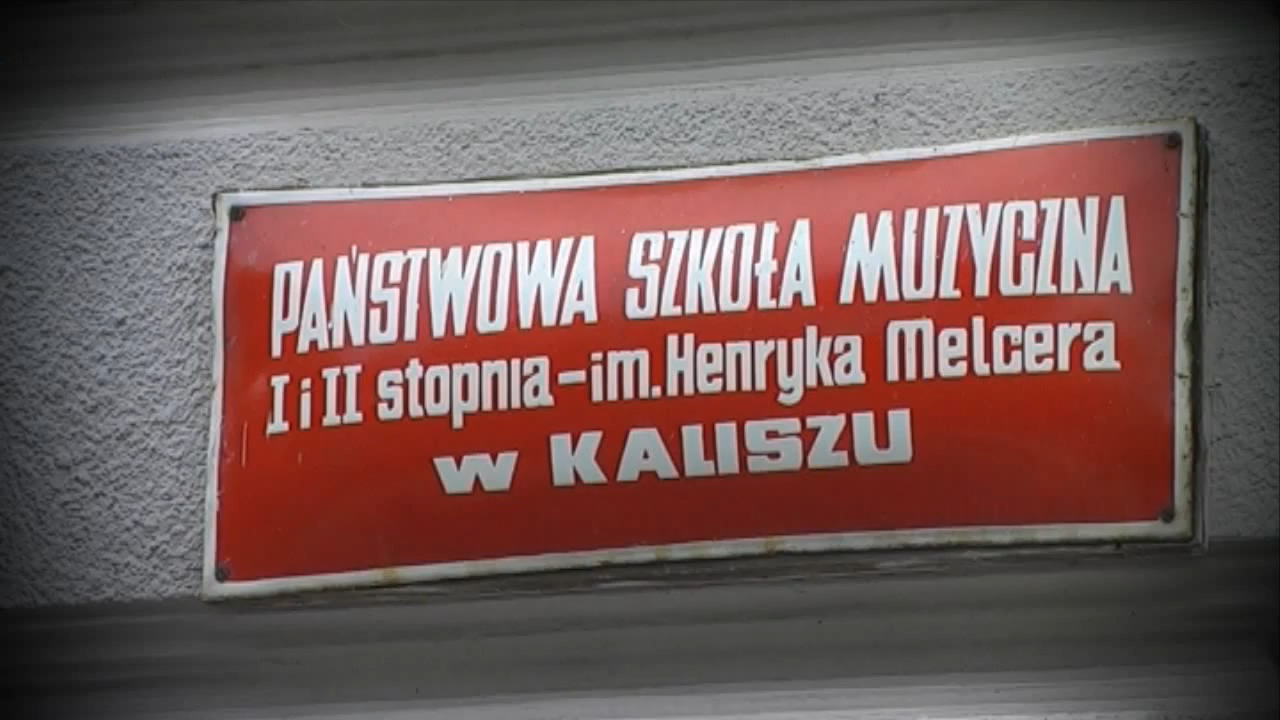 PAŃSTWOWA SZKOŁA MUZYCZNA
I i II stopnia - im. Henryka Melcera
w KALISZU